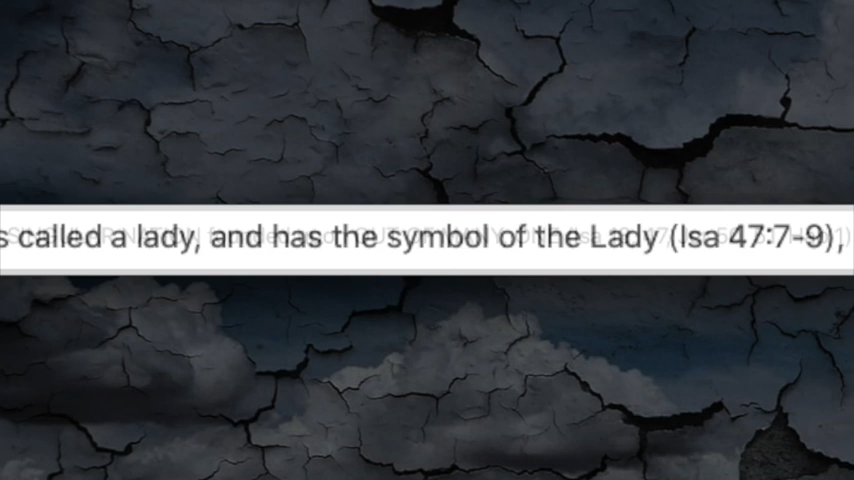 s called a lady, and has the symbol of the Lady (Isa 47:7-9),